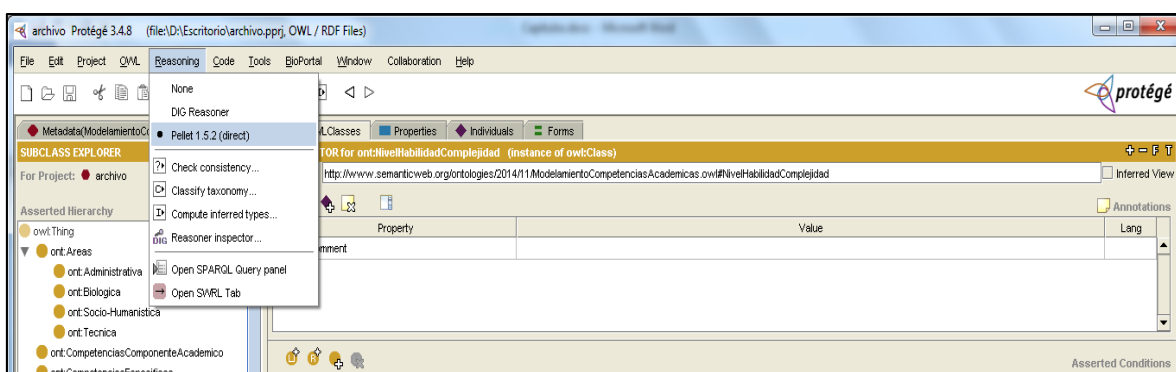 archivo Protégé 3.4.8 (file:\D:\Escritorio\archivo.pprj, OWL / RDF Files)
File Edit Project OWL Reasoning Code Tools BioPortal Window Collaboration Help
None
DIG Reasoner
Pellet 1.5.2 (direct)
Check consistency...
Classify taxonomy...
Compute inferred types...
DIG Reasoner inspector...
Open SPARQL Query panel
Open SWRL Tab
protégé
Metadata(ModelamientoCo LClasses Properties Individuals Forms
SUBCLASS EXPLORER TOR for ont:NivelHabilidadComplejidad (instance of owl:Class) F T
For Project: archivo http://www.semanticweb.org/ontologies/2014/11/ModelamientoCompetenciasAcademicas.owl#NivelHabilidadComplejidad Inferred View
Asserted Hierarchy Annotations
Property Value Lang
owl:Thing
mment
ont:Areas
ont:Administrativa
ont:Biologica
ont:Socio-Humanistica
ont:Tecnica
ont:CompetenciasComponenteAcademico
Asserted Conditions